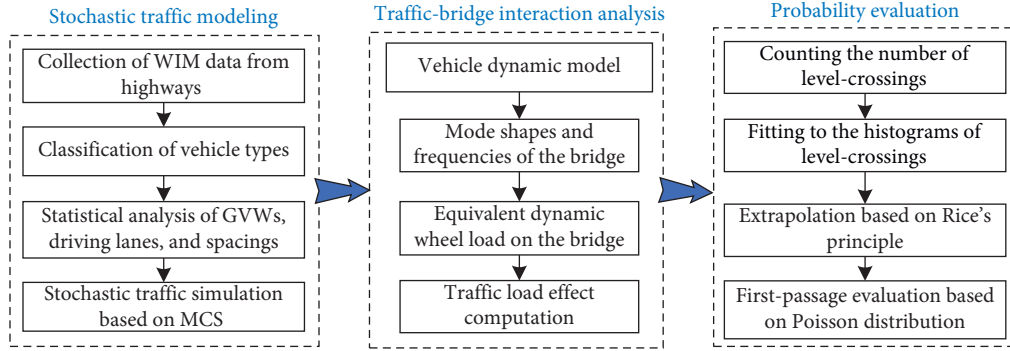 Stochastic traffic modeling
Collection of WIM data from
highways
Classification of vehicle types
Statistical analysis of GVWs,
driving lanes, and spacings
Stochastic traffic simulation
based on MCS
Traffic-bridge interaction analysis
Vehicle dynamic model
Mode shapes and
frequencies of the bridge
Equivalent dynamic
wheel load on the bridge
Traffic load effect
computation
Probability evaluation
Counting the number of
level-crossings
Fitting to the histograms of
level-crossings
Extrapolation based on Rice's
principle
First-passage evaluation based
on Poisson distribution